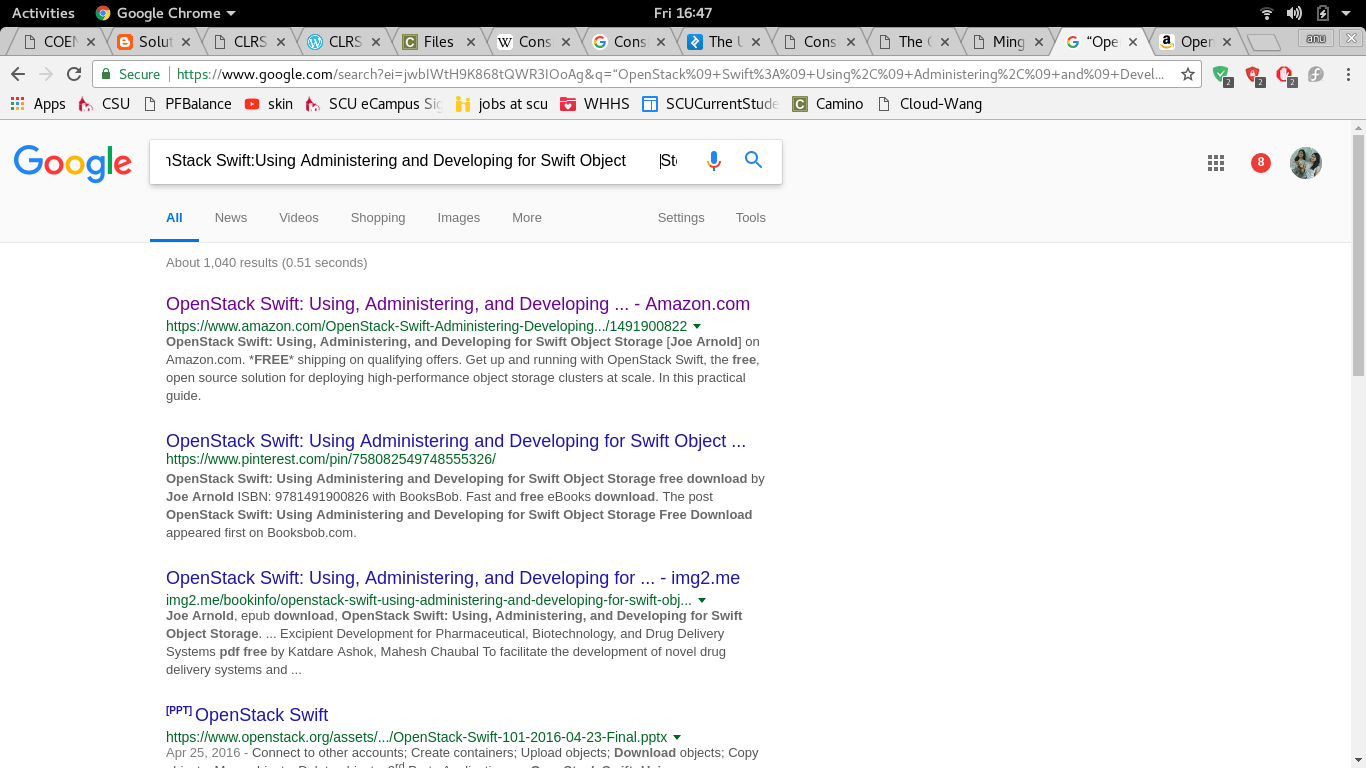 Activities Google Chrome Fri 16:47
COEN Solut CLRS CLRS Files Cons Cons The U Cons The C Ming "Ope Open anu
Secure https://www.google.com/search?ei=jwbIWtH9K868tQWR3IOoAg&q="OpenStack%09+Swift%3A%09+Using%2C%09+Administering%2C%09+and%09+Devel...
2 2 2
Apps CSU PFBalance skin SCU eCampus Sig jobs at scu WHHS SCUCurrentStude Camino Cloud-Wang
Google nStack Swift:Using Administering and Developing for Swift Object Sto 8
All News Videos Shopping Images More Settings Tools
About 1,040 results (0.51 seconds)
OpenStack Swift: Using, Administering, and Developing ... - Amazon.com
https://www.amazon.com/OpenStack-Swift-Administering-Developing.../1491900822
OpenStack Swift: Using, Administering, and Developing for Swift Object Storage [Joe Arnold] on
Amazon.com. *FREE* shipping on qualifying offers. Get up and running with OpenStack Swift, the free,
open source solution for deploying high-performance object storage clusters at scale. In this practical
guide.
OpenStack Swift: Using Administering and Developing for Swift Object ...
https://www.pinterest.com/pin/758082549748555326/
OpenStack Swift: Using Administering and Developing for Swift Object Storage free download by
Joe Arnold ISBN: 9781491900826 with BooksBob. Fast and free eBooks download. The post
OpenStack Swift: Using Administering and Developing for Swift Object Storage Free Download
appeared first on Booksbob.com.
OpenStack Swift: Using, Administering, and Developing for ... - img2.me
img2.me/bookinfo/openstack-swift-using-administering-and-developing-for-swift-obj...
Joe Arnold, epub download, OpenStack Swift: Using, Administering, and Developing for Swift
Object Storage. ... Excipient Development for Pharmaceutical, Biotechnology, and Drug Delivery
Systems pdf free by Katdare Ashok, Mahesh Chaubal To facilitate the development of novel drug
delivery systems and ...
[PPT] OpenStack Swift
https://www.openstack.org/assets/.../OpenStack-Swift-101-2016-04-23-Final.pptx
Apr 25, 2016 - Connect to other accounts; Create containers; Upload objects; Download objects; Copy